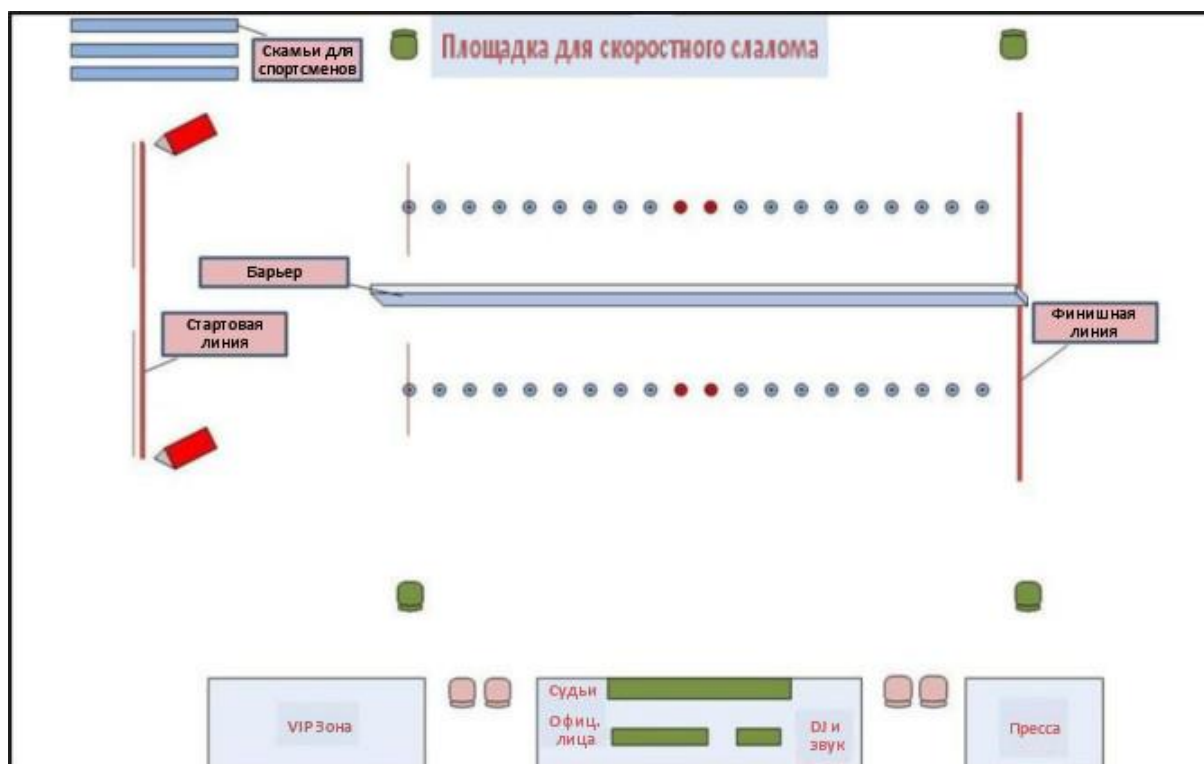 Площадка для скоростного слалома
Скамьи для
спортсменов
Барьер
Стартовая
линия
Финишная
линия
VIP Зона
Судьи
Офиц.
лица
DJ и
звук
Пресса